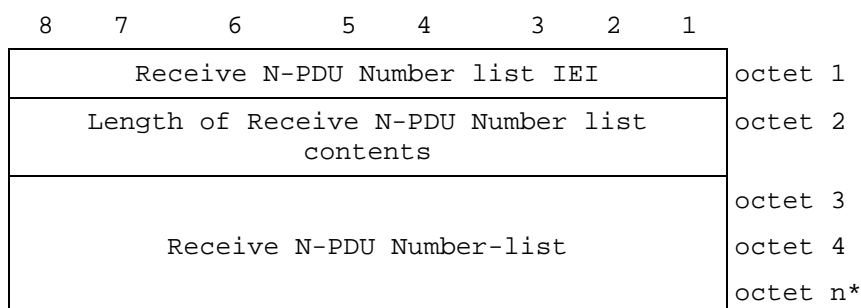 8 7 6 5 4 3 2 1
Receive N-PDU Number list IEI octet 1
Length of Receive N-PDU Number list octet 2
contents
octet 3
Receive N-PDU Number-list octet 4
octet n*